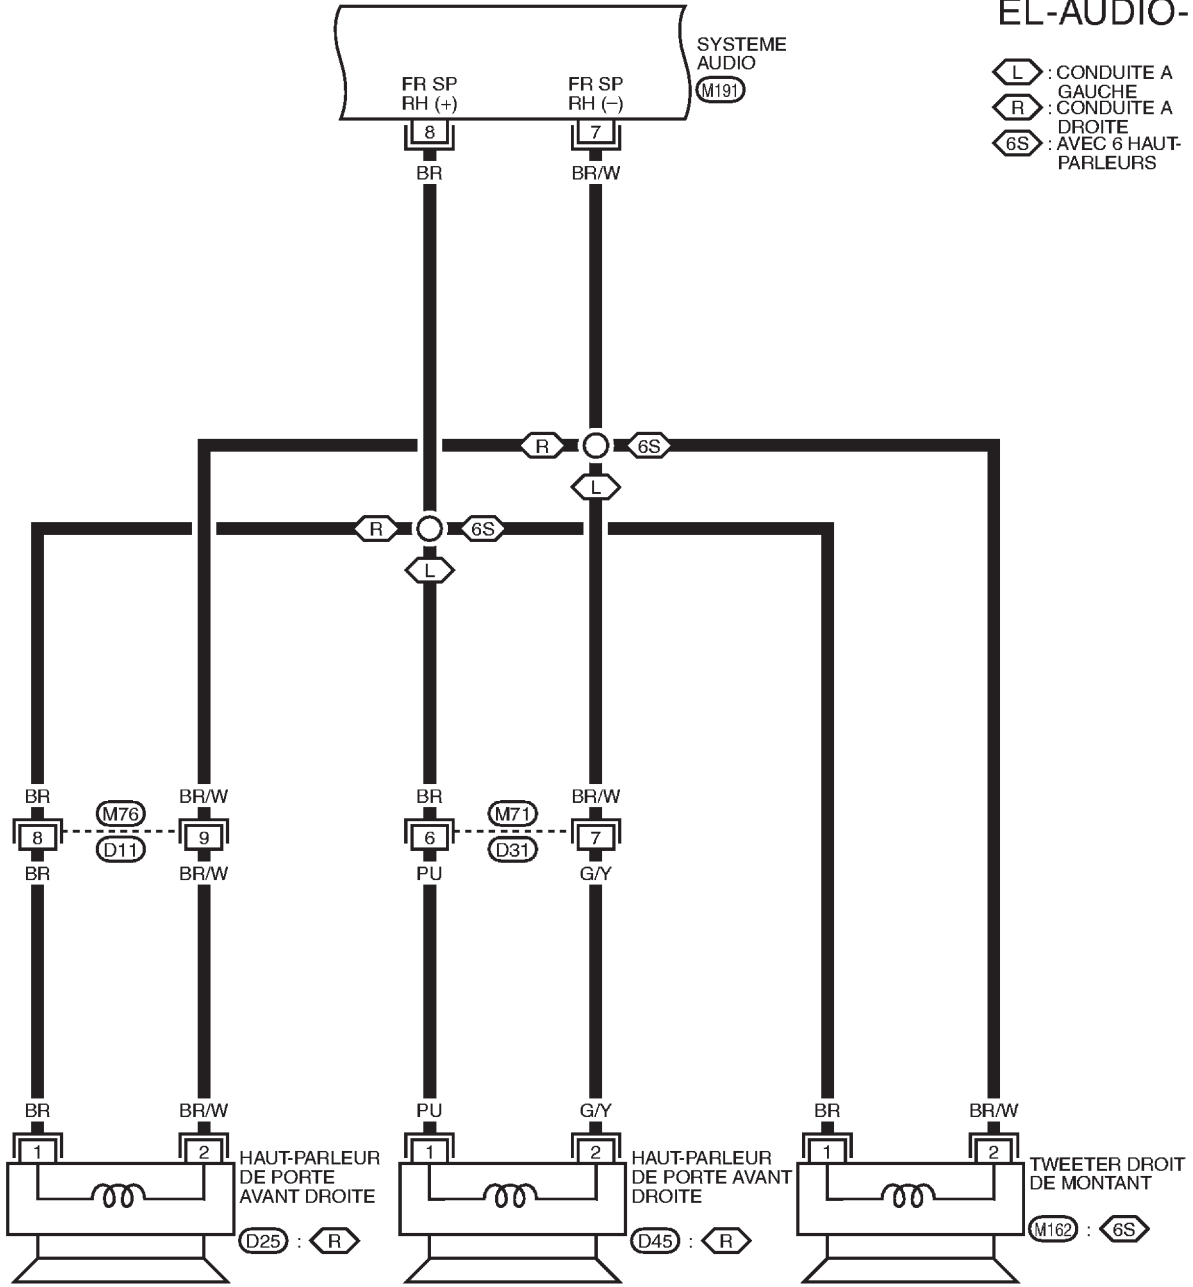 EL-AUDIO-
SYSTEME
AUDIO
M191
FR SP
RH (+)
FR SP
RH (–)
8
7
BR
BR/W
L : CONDUITE A
GAUCHE
R : CONDUITE A
DROITE
6S : AVEC 6 HAUT-
PARLEURS
R
6S
L
R
6S
L
BR
BR/W
BR
BR/W
M76
M71
8
9
6
7
D11
D31
BR
BR/W
PU
G/Y
BR
BR/W
PU
G/Y
BR
BR/W
1
2
1
2
1
2
HAUT-PARLEUR
DE PORTE
AVANT DROITE
D25 : R
HAUT-PARLEUR
DE PORTE AVANT
DROITE
D45 : R
TWEETER DROIT
DE MONTANT
M162 : 6S